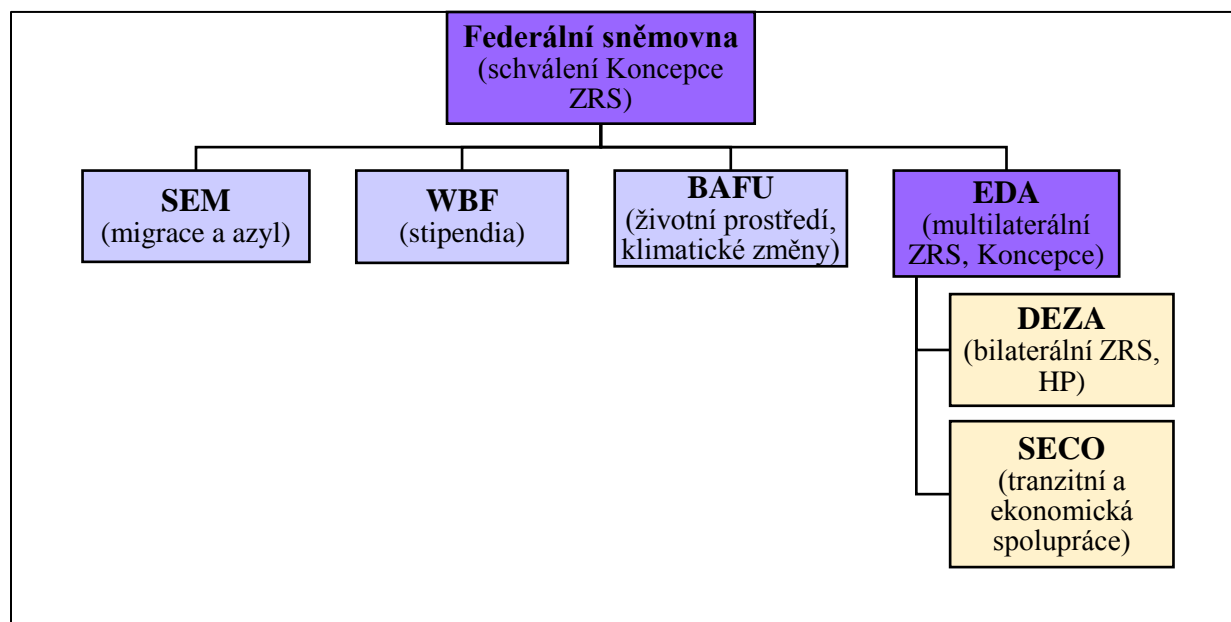 Federální sněmovna
(schválení Koncepce
ZRS)
SEM
(migrace a azyl)
WBF
(stipendia)
BAFU
(životní prostředí,
klimatické změny)
EDA
(multilaterální
ZRS, Koncepce)
DEZA
(bilaterální ZRS,
HP)
SECO
(tranzitní a
ekonomická
spolupráce)